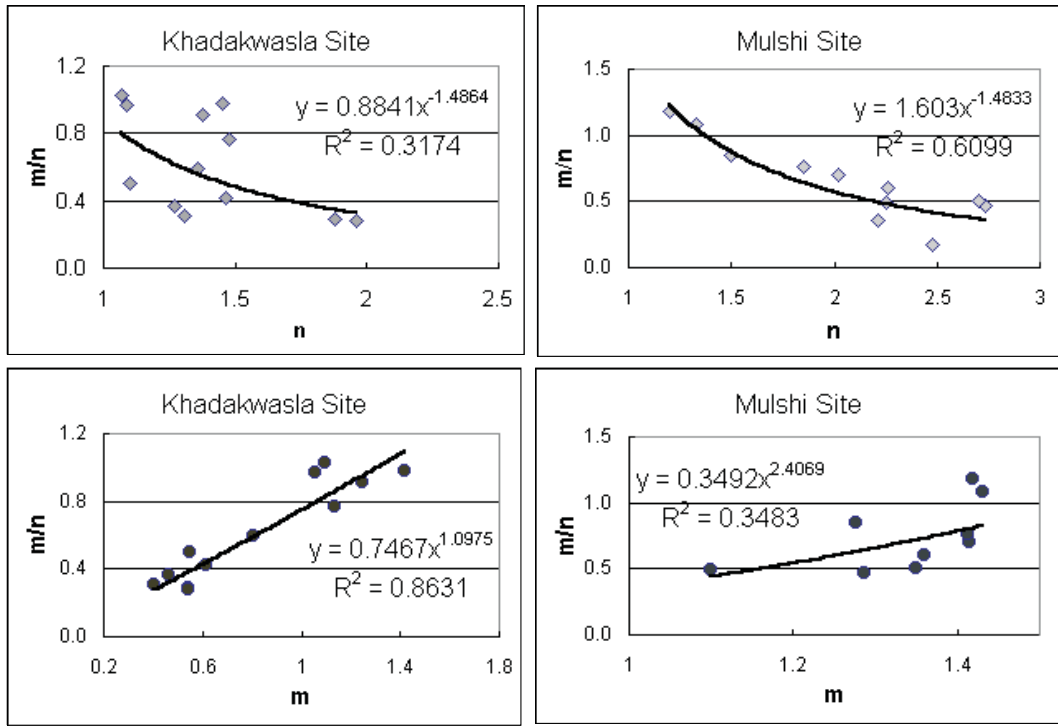 Khadakwasla Site
1.2
0.8
0.4
0.0
m/n
y = 0.8841x^-1.4864
R² = 0.3174
1 1.5 2 2.5
n
Mulshi Site
1.5
1.0
0.5
0.0
m/n
y = 1.603x^-1.4833
R² = 0.6099
1 1.5 2 2.5 3
n
Khadakwasla Site
1.2
0.8
0.4
0.0
m/n
y = 0.7467x^1.0975
R² = 0.8631
0.2 0.6 1 1.4 1.8
m
Mulshi Site
1.5
1.0
0.5
0.0
m/n
y = 0.3492x^2.4069
R² = 0.3483
1 1.2 1.4
m